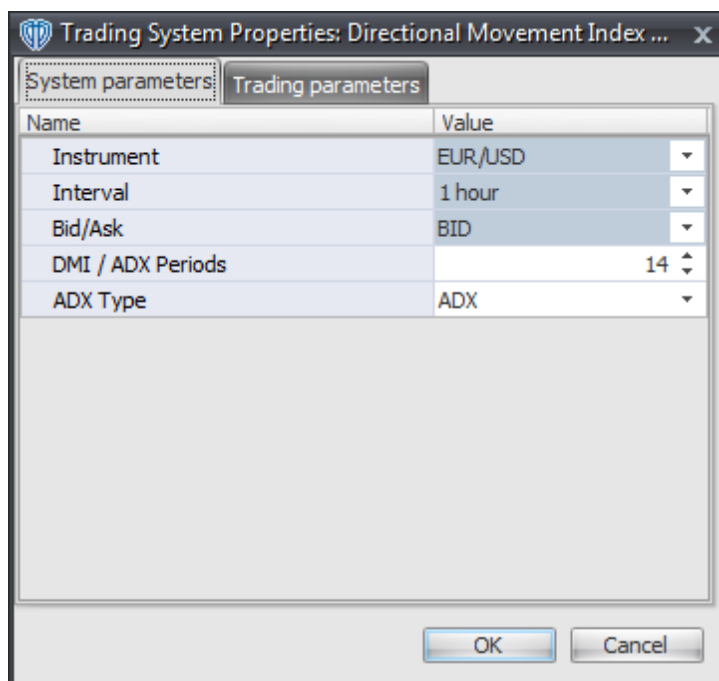 Trading System Properties: Directional Movement Index ...
System parameters Trading parameters
Name Value
Instrument EUR/USD
Interval 1 hour
Bid/Ask BID
DMI / ADX Periods 14
ADX Type ADX
OK Cancel